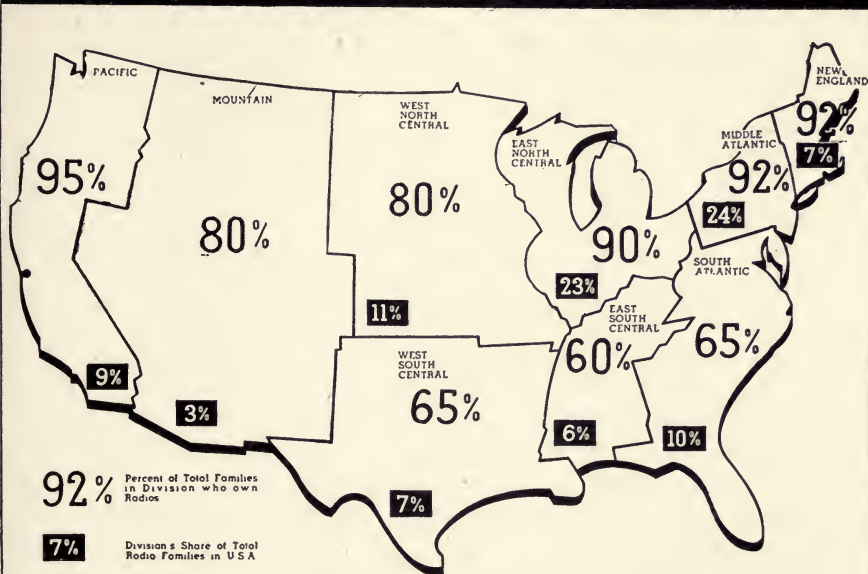 PACIFIC
95%
9%
MOUNTAIN
80%
3%
WEST
NORTH
CENTRAL
80%
11%
WEST
SOUTH
CENTRAL
65%
7%
EAST
NORTH
CENTRAL
90%
23%
EAST
SOUTH
CENTRAL
60%
6%
SOUTH
ATLANTIC
65%
10%
MIDDLE
ATLANTIC
92%
24%
NEW
ENGLAND
92%
7%
92% Percent of Total Families
in Division who own
Radios
7% Division's Share of Total
Radio Families in U S A